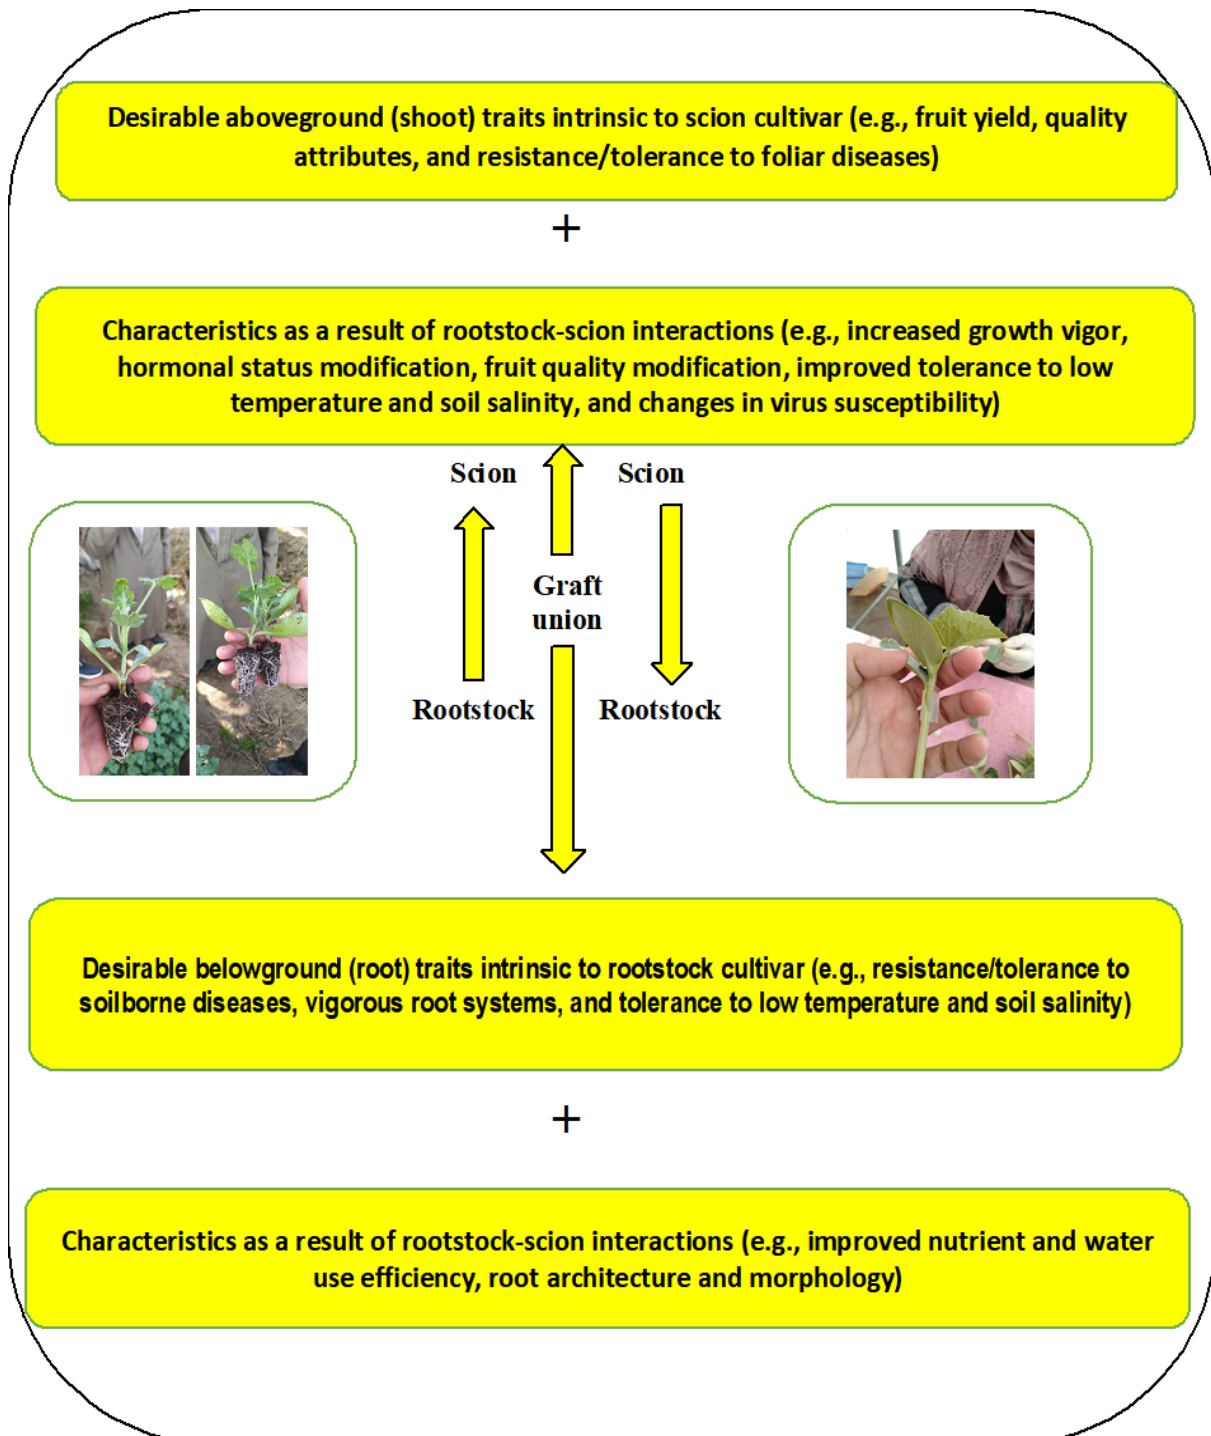 Desirable aboveground (shoot) traits intrinsic to scion cultivar (e.g., fruit yield, quality
attributes, and resistance/tolerance to foliar diseases)
+
Characteristics as a result of rootstock-scion interactions (e.g., increased growth vigor,
hormonal status modification, fruit quality modification, improved tolerance to low
temperature and soil salinity, and changes in virus susceptibility)
Scion
Scion
Graft
union
Rootstock
Rootstock
Desirable belowground (root) traits intrinsic to rootstock cultivar (e.g., resistance/tolerance to
soilborne diseases, vigorous root systems, and tolerance to low temperature and soil salinity)
+
Characteristics as a result of rootstock-scion interactions (e.g., improved nutrient and water
use efficiency, root architecture and morphology)